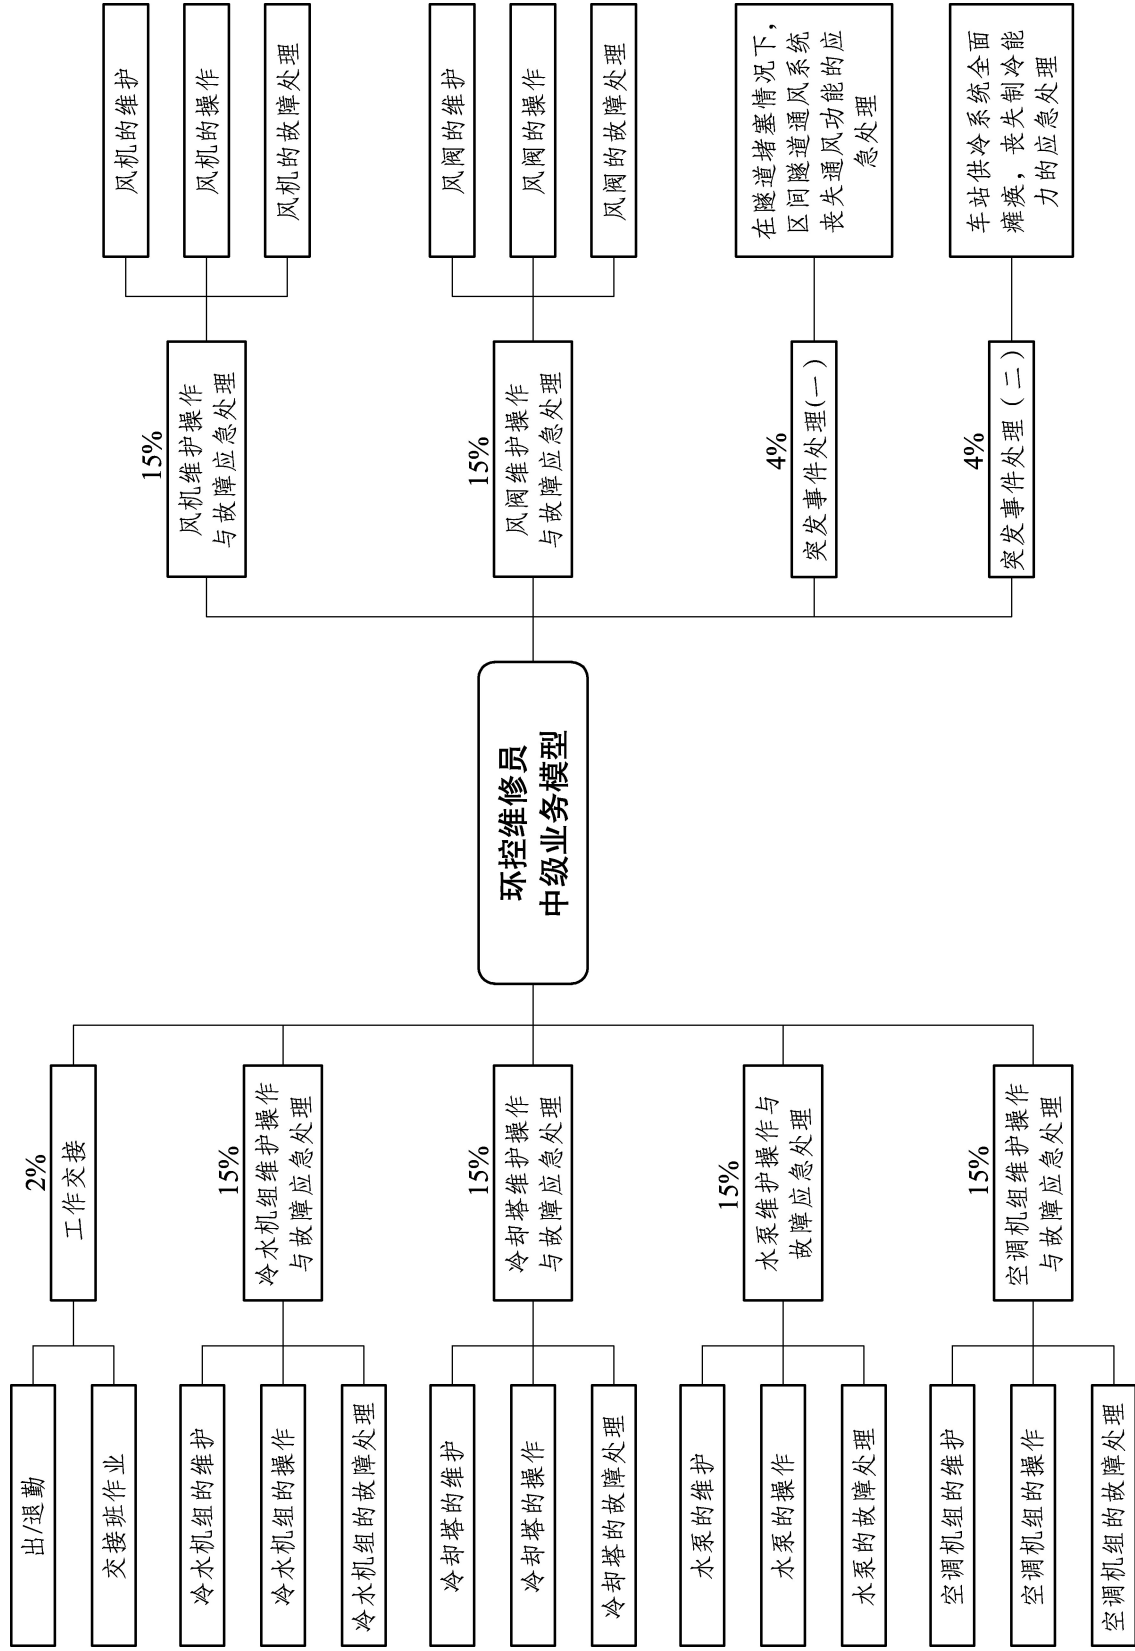 出/退勤
交接班作业
冷水机组的维护
冷水机组的操作
冷水机组的故障处理
冷却塔的维护
冷却塔的操作
冷却塔的故障处理
水泵的维护
水泵的操作
水泵的故障处理
空调机组的维护
空调机组的操作
空调机组的故障处理
2%
工作交接
15%
冷水机组维护操作
与故障应急处理
15%
冷却塔维护操作
与故障应急处理
15%
水泵维护操作与
故障应急处理
15%
空调机组维护操作
与故障应急处理
环控维修员
中级业务模型
15%
风机维护操作
与故障应急处理
15%
风阀维护操作
与故障应急处理
4%
突发事件处理(一)
4%
突发事件处理（二）
风机的维护
风机的操作
风机的故障处理
风阀的维护
风阀的操作
风阀的故障处理
在隧道堵塞情况下，
区间隧道通风系统
丧失通风功能的应
急处理
车站供冷系统全面
瘫痪，丧失制冷能
力的应急处理